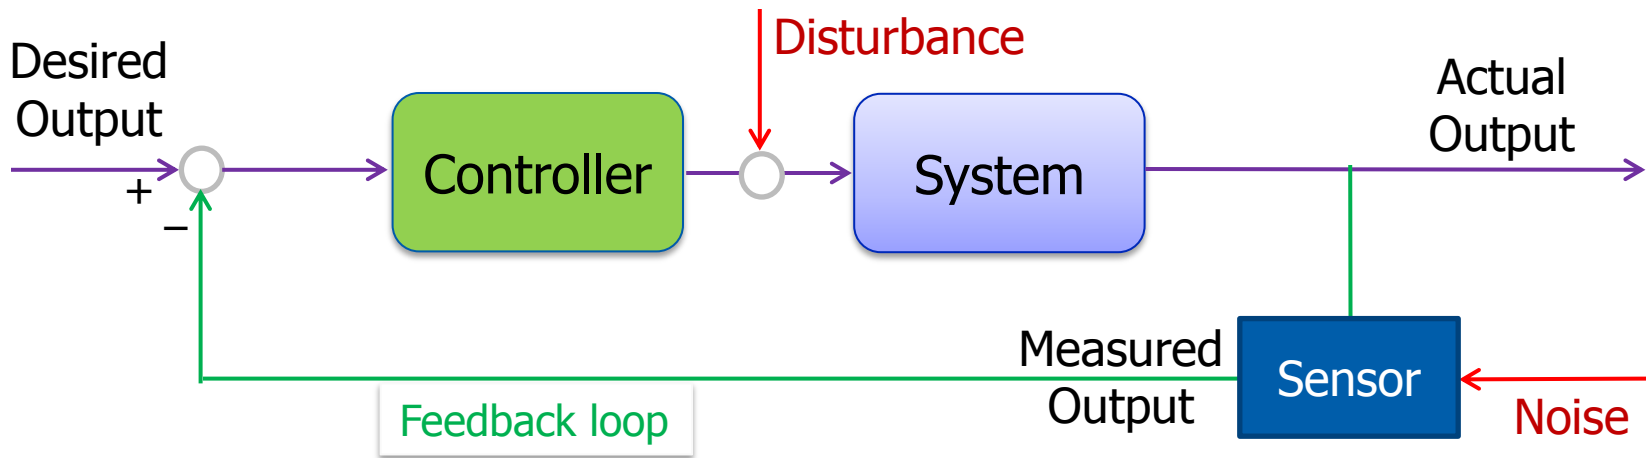 Desired
Output
+
−
Controller
Disturbance
System
Actual
Output
Measured
Output
Sensor
Noise
Feedback loop